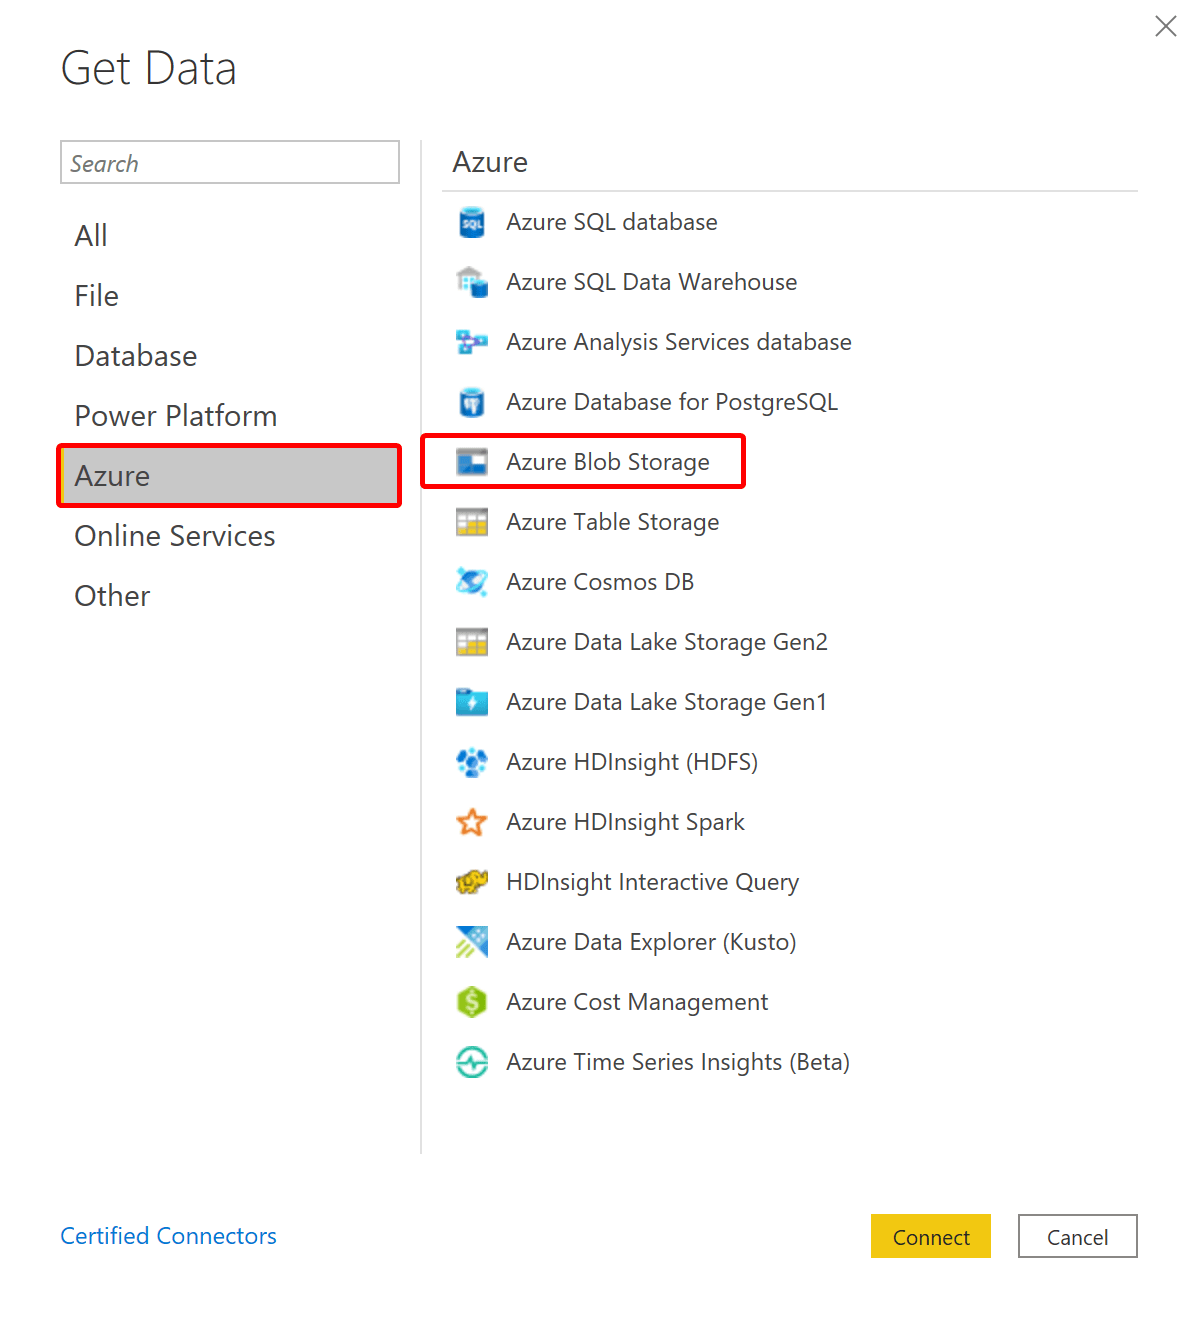 Get Data
Search
All
File
Database
Power Platform
Azure
Online Services
Other
Azure
Azure SQL database
Azure SQL Data Warehouse
Azure Analysis Services database
Azure Database for PostgreSQL
Azure Blob Storage
Azure Table Storage
Azure Cosmos DB
Azure Data Lake Storage Gen2
Azure Data Lake Storage Gen1
Azure HDInsight (HDFS)
Azure HDInsight Spark
HDInsight Interactive Query
Azure Data Explorer (Kusto)
Azure Cost Management
Azure Time Series Insights (Beta)
Certified Connectors
Connect
Cancel